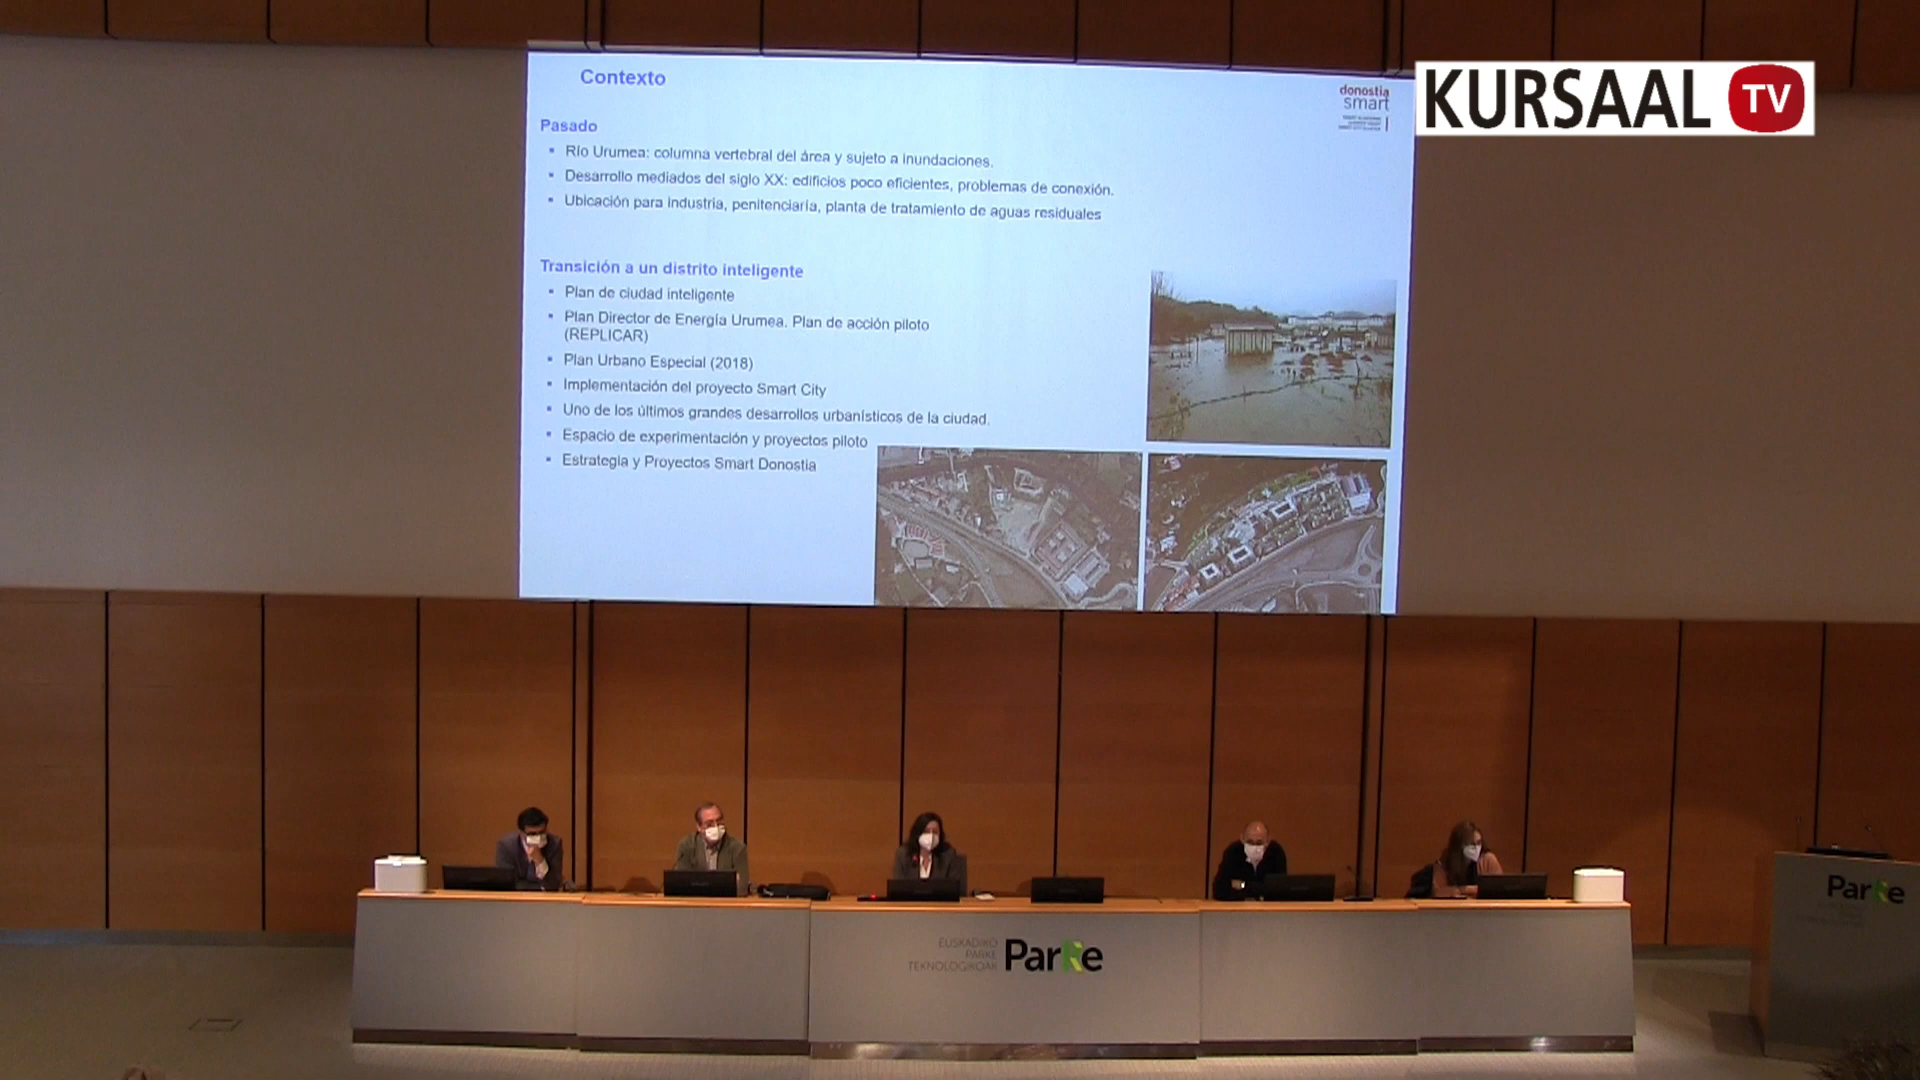 Contexto
donostia
smart
KURSAAL TV
Pasado
Río Urumea: columna vertebral del área y sujeto a inundaciones.
Desarrollo mediados del siglo XX: edificios poco eficientes, problemas de conexión.
Ubicación para industria, penitenciaría, planta de tratamiento de aguas residuales
Transición a un distrito inteligente
Plan de ciudad inteligente
Plan Director de Energía Urumea. Plan de acción piloto
(REPLICAR)
Plan Urbano Especial (2018)
Implementación del proyecto Smart City
Uno de los últimos grandes desarrollos urbanísticos de la ciudad.
Espacio de experimentación y proyectos piloto
Estrategia y Proyectos Smart Donostia
EUSKADIKO
PARKE
TEKNOLOGIKOAK
Parke
Parke